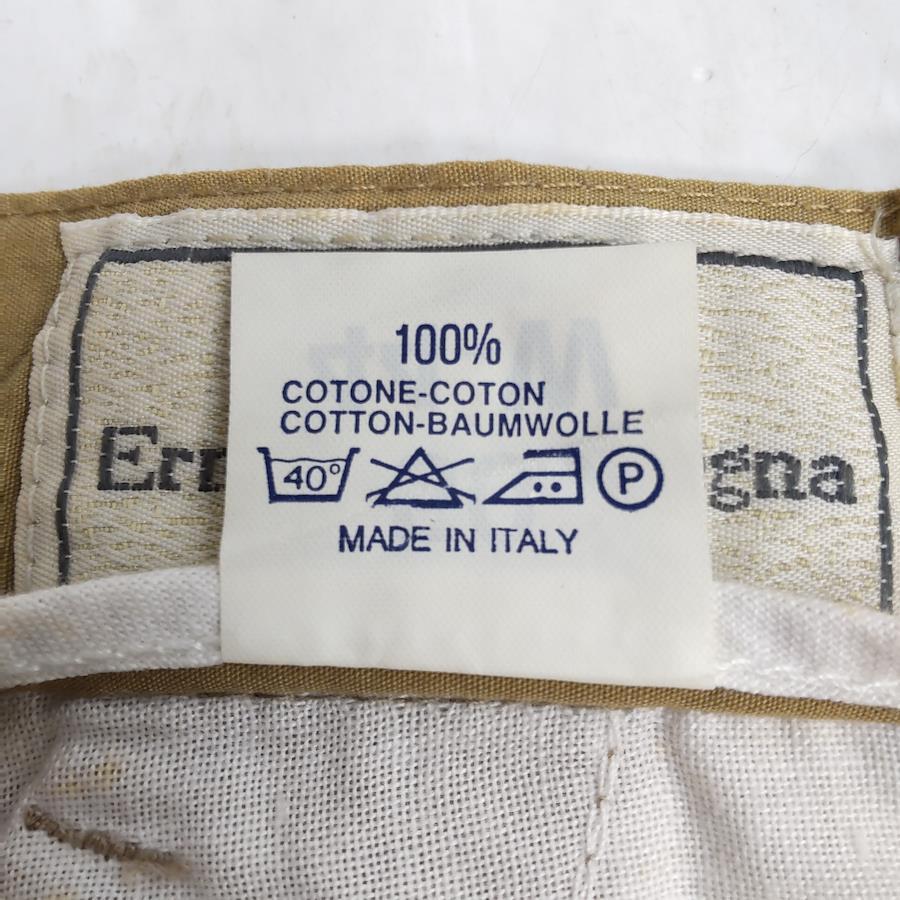 100%
COTONE-COTON
COTTON-BAUMWOLLE
40°
P
MADE IN ITALY